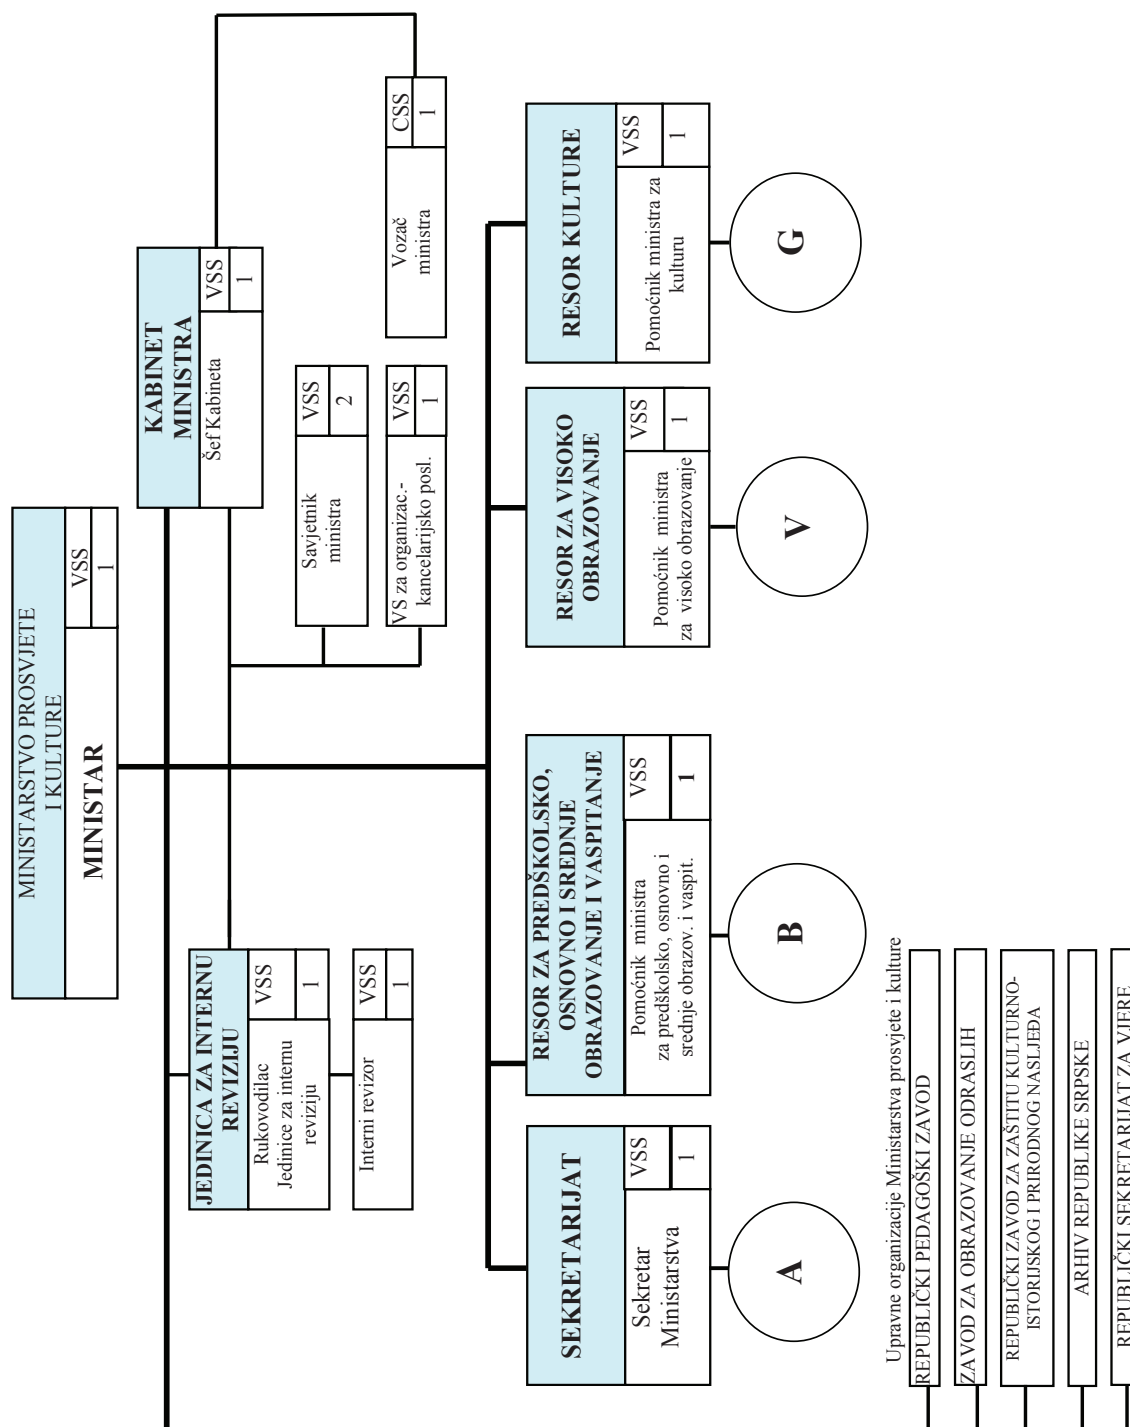 MINISTARSTVO PROSVJETE
I KULTURE
MINISTAR
VSS
1
KABINET
MINISTRA
Šef Kabineta
VSS
1
JEDINICA ZA INTERNU
REVIZIJU
Rukovodilac
Jedinice za internu
reviziju
VSS
1
Interni revizor
VSS
1
Savjetnik
ministra
VSS
2
VS za organizac.-
kancelarijsko posl.
VSS
1
Vozač
ministra
CSS
1
SEKRETARIJAT
Sekretar
Ministarstva
VSS
1
A
RESOR ZA PREDŠKOLSKO,
OSNOVNO I SREDNJE
OBRAZOVANJE I VASPITANJE
Pomoćnik ministra
za predškolsko, osnovno i
srednje obrazov. i vaspit.
VSS
1
B
RESOR ZA VISOKO
OBRAZOVANJE
Pomoćnik ministra
za visoko obrazovanje
VSS
1
V
RESOR KULTURE
Pomoćnik ministra za
kulturu
VSS
1
G
Upravne organizacije Ministarstva prosvjete i kulture
REPUBLIČKI PEDAGOŠKI ZAVOD
ZAVOD ZA OBRAZOVANJE ODRASLIH
REPUBLIČKI ZAVOD ZA ZAŠTITU KULTURNO-
ISTORIJSKOG I PRIRODNOG NASLJEĐA
ARHIV REPUBLIKE SRPSKE
REPUBLIČKI SEKRETARIJAT ZA VJERE